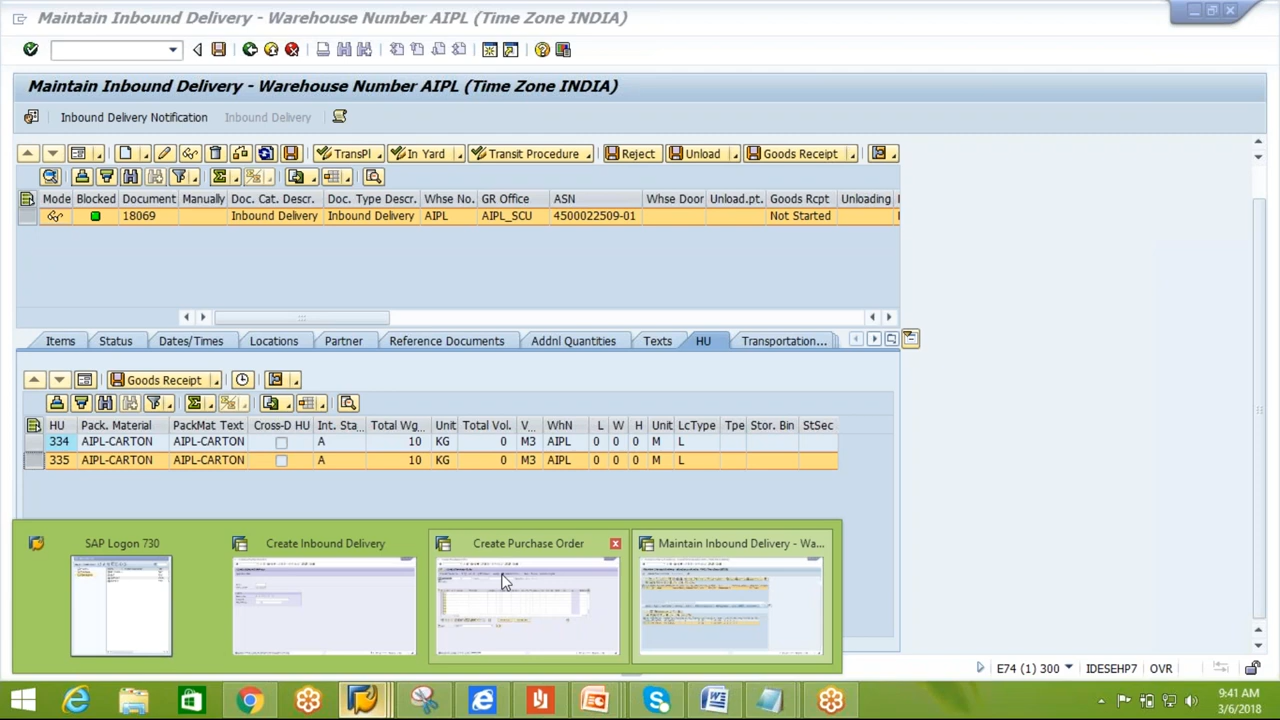 Maintain Inbound Delivery - Warehouse Number AIPL (Time Zone INDIA)
Maintain Inbound Delivery - Warehouse Number AIPL (Time Zone INDIA)
Inbound Delivery Notification Inbound Delivery
TransPl In Yard Transit Procedure Reject Unload Goods Receipt
Mode Blocked Document Manually Doc. Cat. Descr. Doc. Type Descr. Whse No. GR Office ASN Whse Door Unload.pt. Goods Rcpt Unloading
18069 Inbound Delivery Inbound Delivery AIPL AIPL_SCU 4500022509-01 Not Started
Items Status Dates/Times Locations Partner Reference Documents Addnl Quantities Texts HU Transportation...
Goods Receipt
HU Pack. Material PackMat Text Cross-D HU Int. Sta... Total Wg... Unit Total Vol. V... WhN L W H Unit LcType Tpe Stor. Bin StSec
334 AIPL-CARTON AIPL-CARTON A 10 KG 0 M3 AIPL 0 0 0 M L
335 AIPL-CARTON AIPL-CARTON A 10 KG 0 M3 AIPL 0 0 0 M L
SAP Logon 730 Create Inbound Delivery Create Purchase Order Maintain Inbound Delivery - Wa...
E74 (1) 300 IDESEHP7 OVR
9:41 AM
3/6/2018